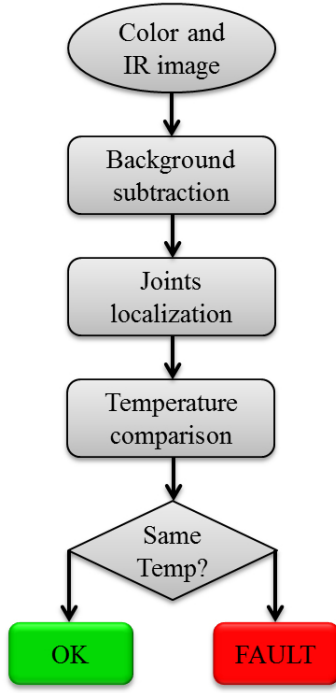 Color and
IR image
Background
subtraction
Joints
localization
Temperature
comparison
Same
Temp?
OK
FAULT